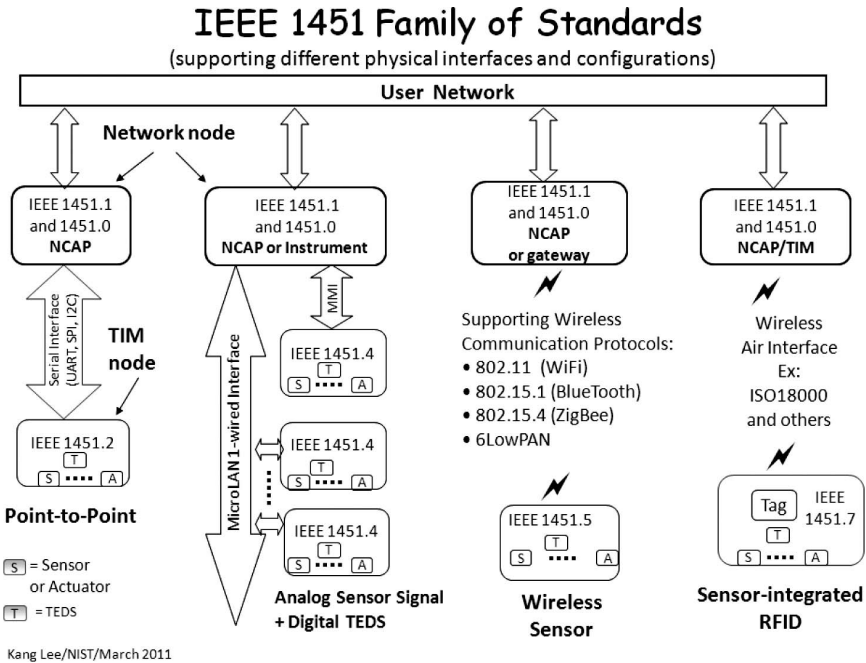 IEEE 1451 Family of Standards
(supporting different physical interfaces and configurations)
User Network
Network node
IEEE 1451.1
and 1451.0
NCAP
Serial Interface
(UART, SPI, I2C)
TIM
node
IEEE 1451.2
T
S
A
Point-to-Point
S = Sensor
or Actuator
T = TEDS
IEEE 1451.1
and 1451.0
NCAP or Instrument
MicroLAN 1-wired Interface
MMI
IEEE 1451.4
T
S
A
IEEE 1451.4
T
S
A
IEEE 1451.4
T
S
A
Analog Sensor Signal
+ Digital TEDS
IEEE 1451.1
and 1451.0
NCAP
or gateway
Supporting Wireless
Communication Protocols:
• 802.11 (WiFi)
• 802.15.1 (BlueTooth)
• 802.15.4 (ZigBee)
• 6LowPAN
IEEE 1451.5
T
S
A
Wireless
Sensor
IEEE 1451.1
and 1451.0
NCAP/TIM
Wireless
Air Interface
Ex:
ISO18000
and others
Tag
IEEE
1451.7
T
S
A
Sensor-integrated
RFID
Kang Lee/NIST/March 2011